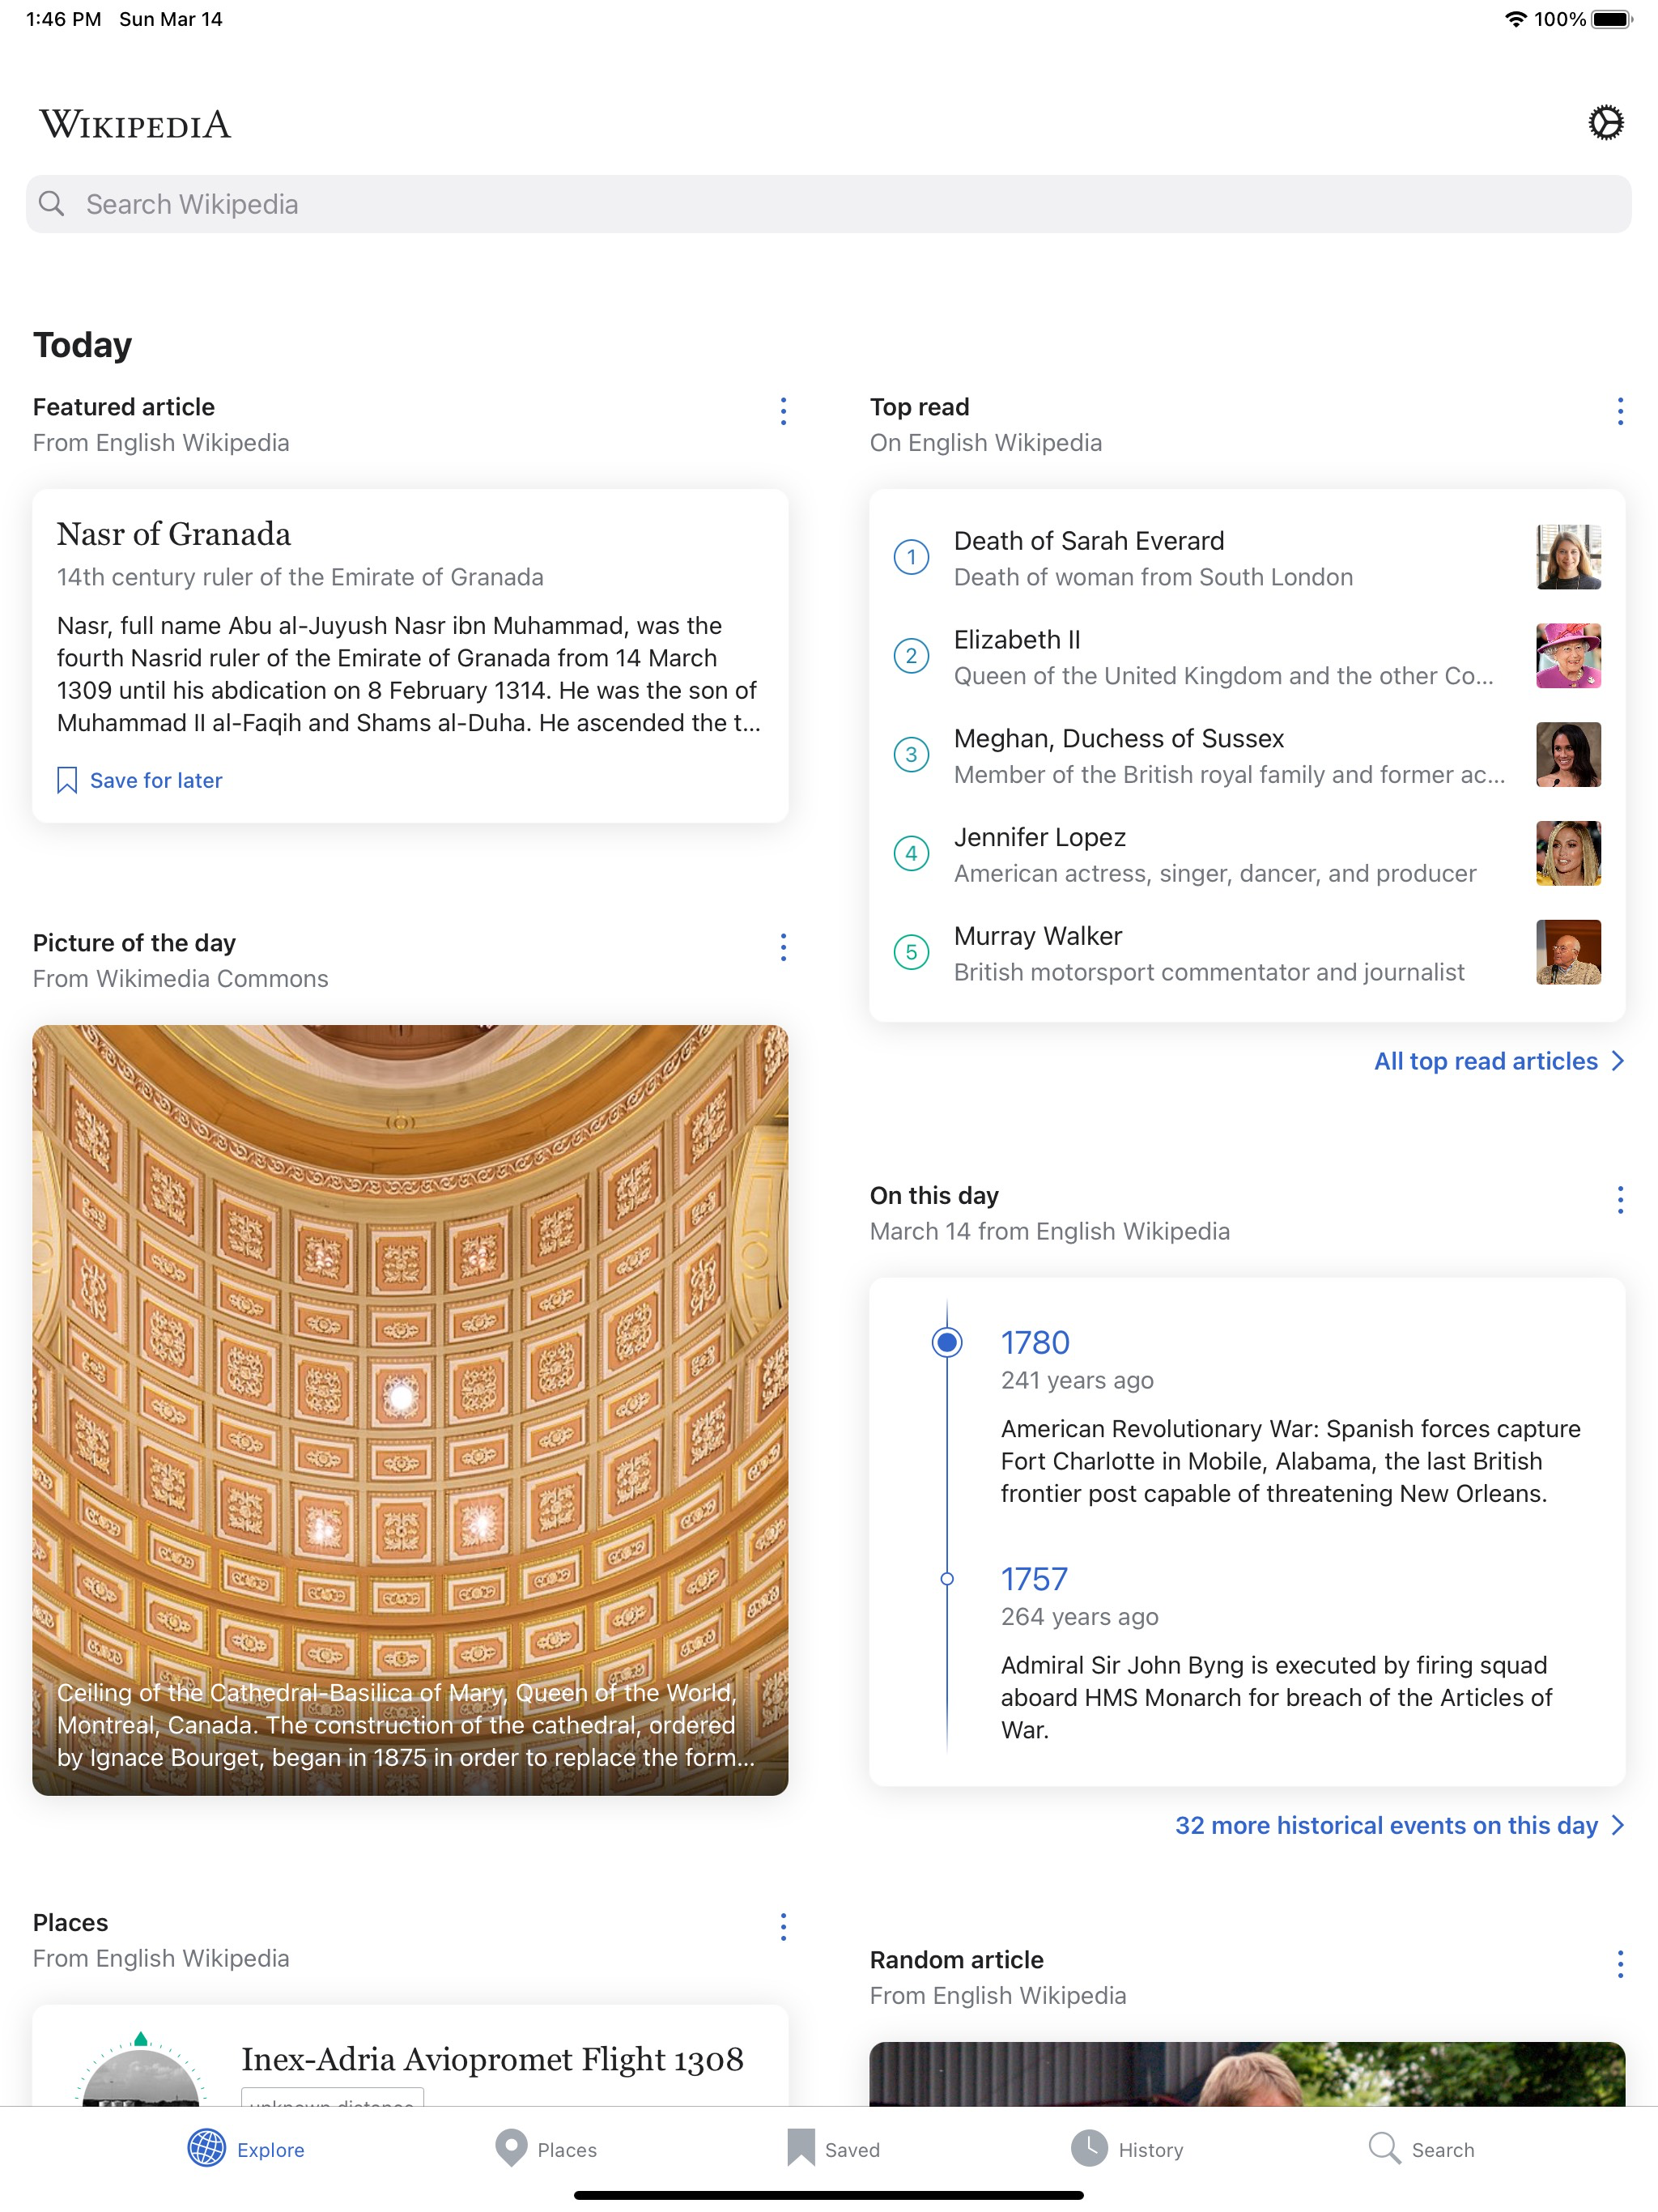 1:46 PM Sun Mar 14
100%
WIKIPEDIA
Search Wikipedia
Today
Featured article
From English Wikipedia
Nasr of Granada
14th century ruler of the Emirate of Granada
Nasr, full name Abu al-Juyush Nasr ibn Muhammad, was the
fourth Nasrid ruler of the Emirate of Granada from 14 March
1309 until his abdication on 8 February 1314. He was the son of
Muhammad II al-Faqih and Shams al-Duha. He ascended the t...
Save for later
Picture of the day
From Wikimedia Commons
Ceiling of the Cathedral-Basilica of Mary, Queen of the World,
Montreal, Canada. The construction of the cathedral, ordered
by Ignace Bourget, began in 1875 in order to replace the form...
Places
From English Wikipedia
Inex-Adria Aviopromet Flight 1308
unknown distance
Top read
On English Wikipedia
1
Death of Sarah Everard
Death of woman from South London
2
Elizabeth II
Queen of the United Kingdom and the other Co...
3
Meghan, Duchess of Sussex
Member of the British royal family and former ac...
4
Jennifer Lopez
American actress, singer, dancer, and producer
5
Murray Walker
British motorsport commentator and journalist
All top read articles
On this day
March 14 from English Wikipedia
1780
241 years ago
American Revolutionary War: Spanish forces capture
Fort Charlotte in Mobile, Alabama, the last British
frontier post capable of threatening New Orleans.
1757
264 years ago
Admiral Sir John Byng is executed by firing squad
aboard HMS Monarch for breach of the Articles of
War.
32 more historical events on this day
Random article
From English Wikipedia
Explore
Places
Saved
History
Search